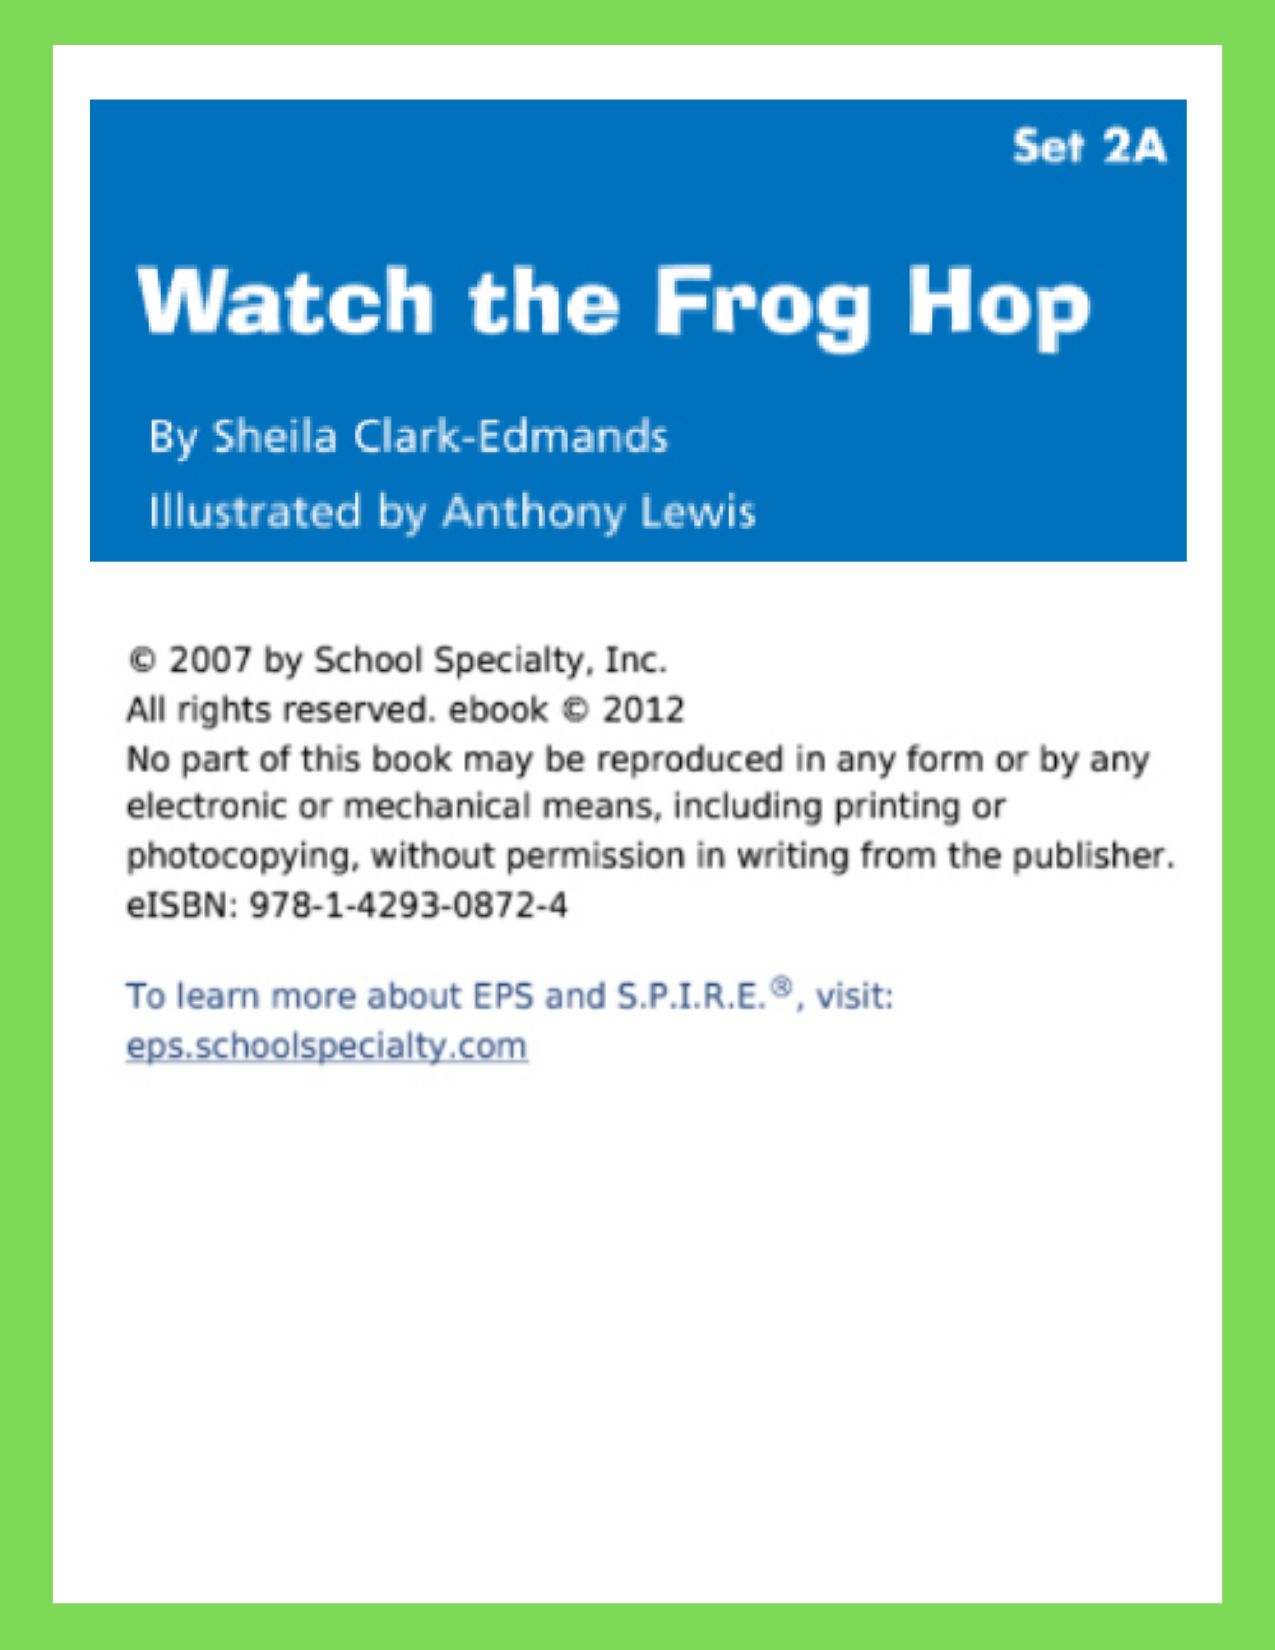 Set 2A
Watch the Frog Hop
By Sheila Clark-Edmands
Illustrated by Anthony Lewis
© 2007 by School Specialty, Inc.
All rights reserved. ebook © 2012
No part of this book may be reproduced in any form or by any
electronic or mechanical means, including printing or
photocopying, without permission in writing from the publisher.
eISBN: 978-1-4293-0872-4
To learn more about EPS and S.P.I.R.E.®, visit:
eps.schoolspecialty.com